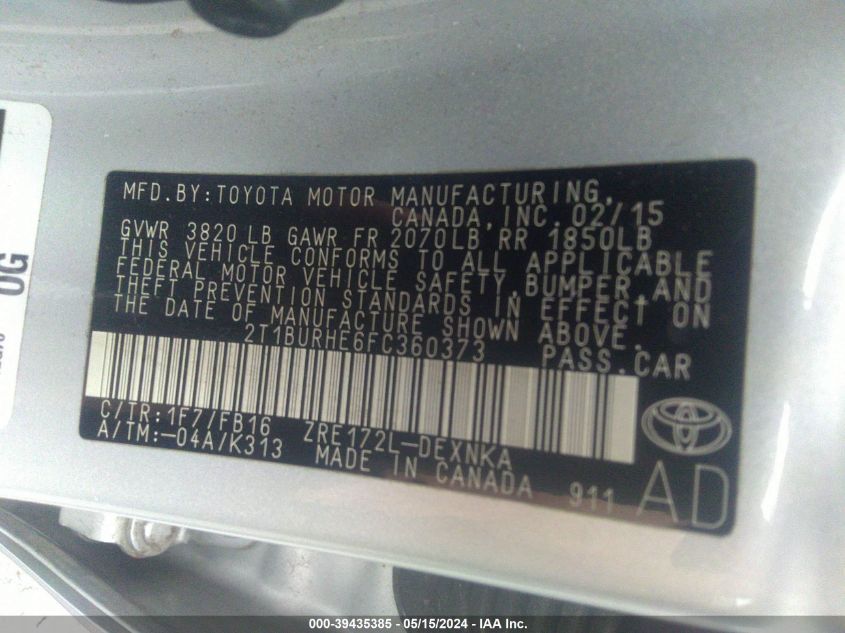 MFD.BY:TOYOTA MOTOR MANUFACTURING,
CANADA,INC.02/15
GVWR 3820 LB GAWR FR 2070LB RR 1850LB
THIS VEHICLE CONFORMS TO ALL APPLICABLE
FEDERAL MOTOR VEHICLE SAFETY,BUMPER,AND
THEFT PREVENTION STANDARDS IN EFFECT ON
THE DATE OF MANUFACTURE SHOWN ABOVE.
2T1BURHE6FC360373 PASS.CAR
C/TR:1F7/FB16 ZRE172L-DEXNKA
A/TM:-04A/K313 MADE IN CANADA 911 AD
OG
000-39435385 - 05/15/2024 - IAA Inc.